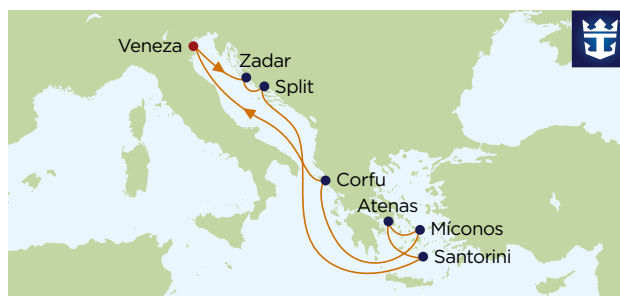 Veneza
Zadar
Split
Corfu
Atenas
Míconos
Santorini